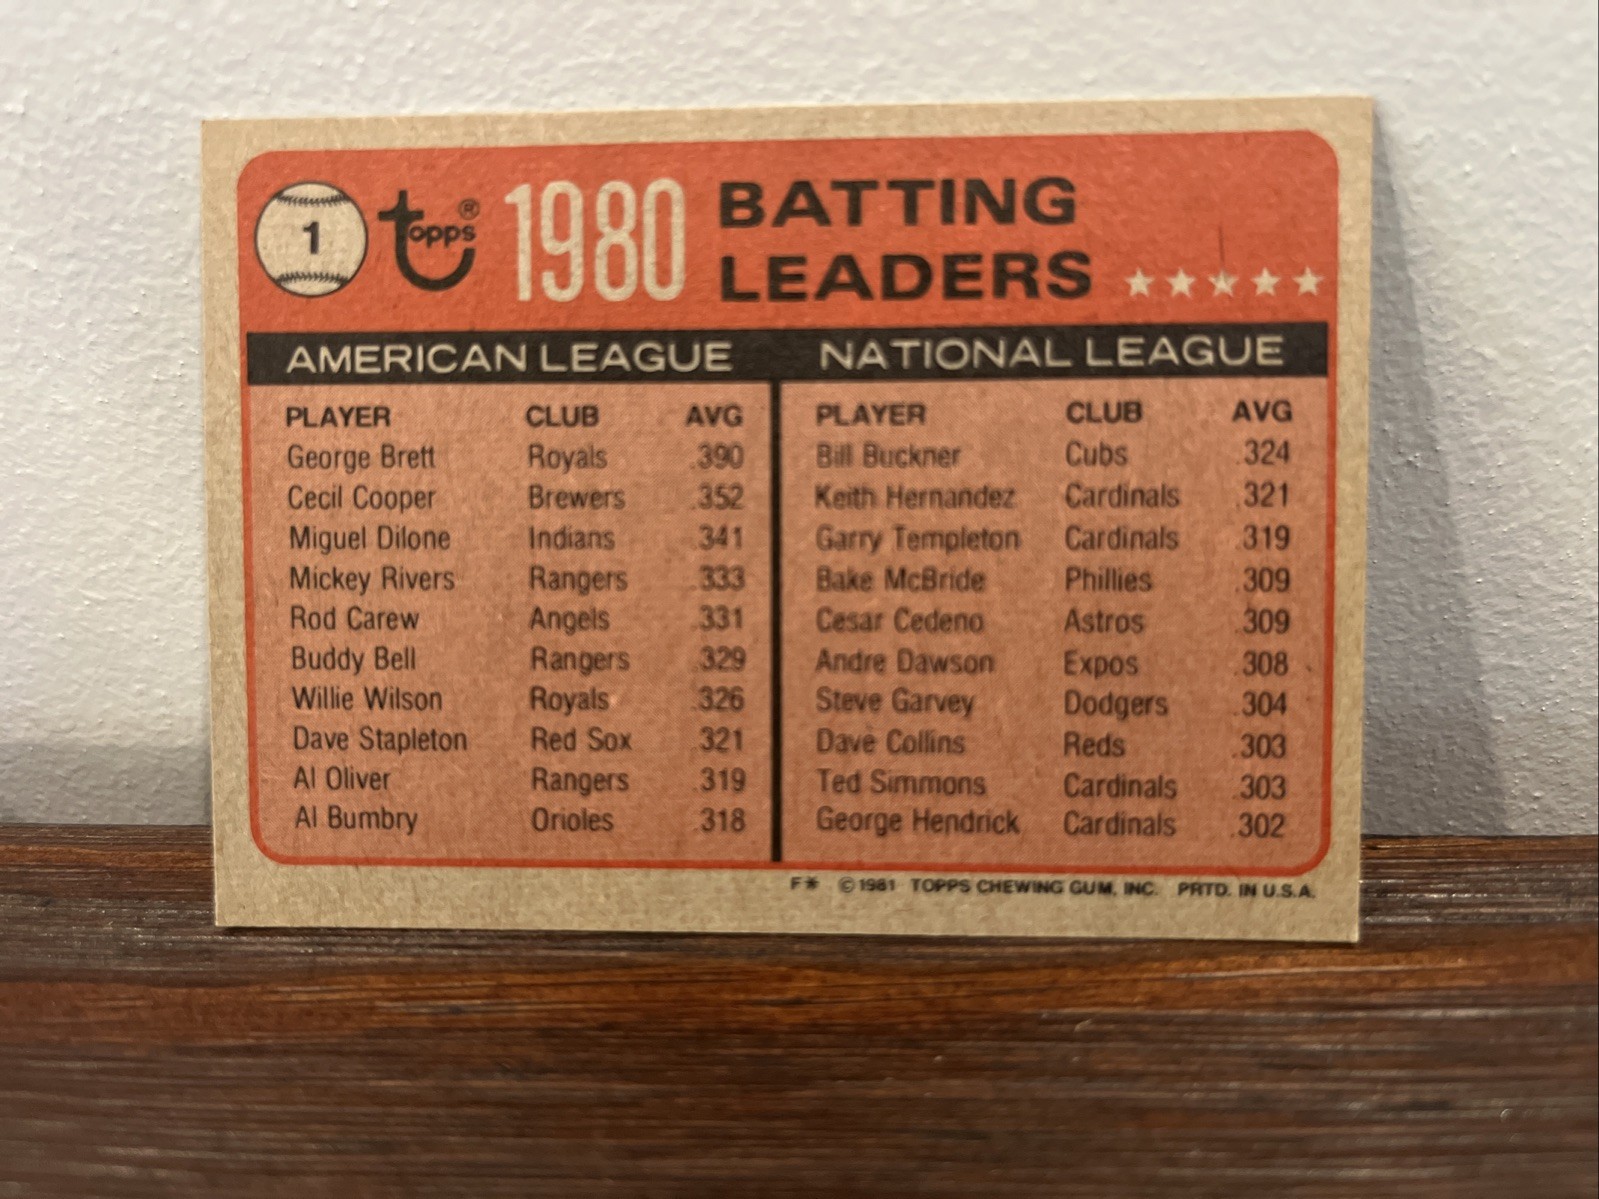 1 topps® 1980 BATTING LEADERS
AMERICAN LEAGUE
PLAYER CLUB AVG
George Brett Royals .390
Cecil Cooper Brewers .352
Miguel Dilone Indians .341
Mickey Rivers Rangers .333
Rod Carew Angels .331
Buddy Bell Rangers .329
Willie Wilson Royals .326
Dave Stapleton Red Sox .321
Al Oliver Rangers .319
Al Bumbry Orioles .318
NATIONAL LEAGUE
PLAYER CLUB AVG
Bill Buckner Cubs .324
Keith Hernandez Cardinals .321
Garry Templeton Cardinals .319
Bake McBride Phillies .309
Cesar Cedeno Astros .309
Andre Dawson Expos .308
Steve Garvey Dodgers .304
Dave Collins Reds .303
Ted Simmons Cardinals .303
George Hendrick Cardinals .302
F* © 1981 TOPPS CHEWING GUM, INC. PRTD. IN U.S.A.